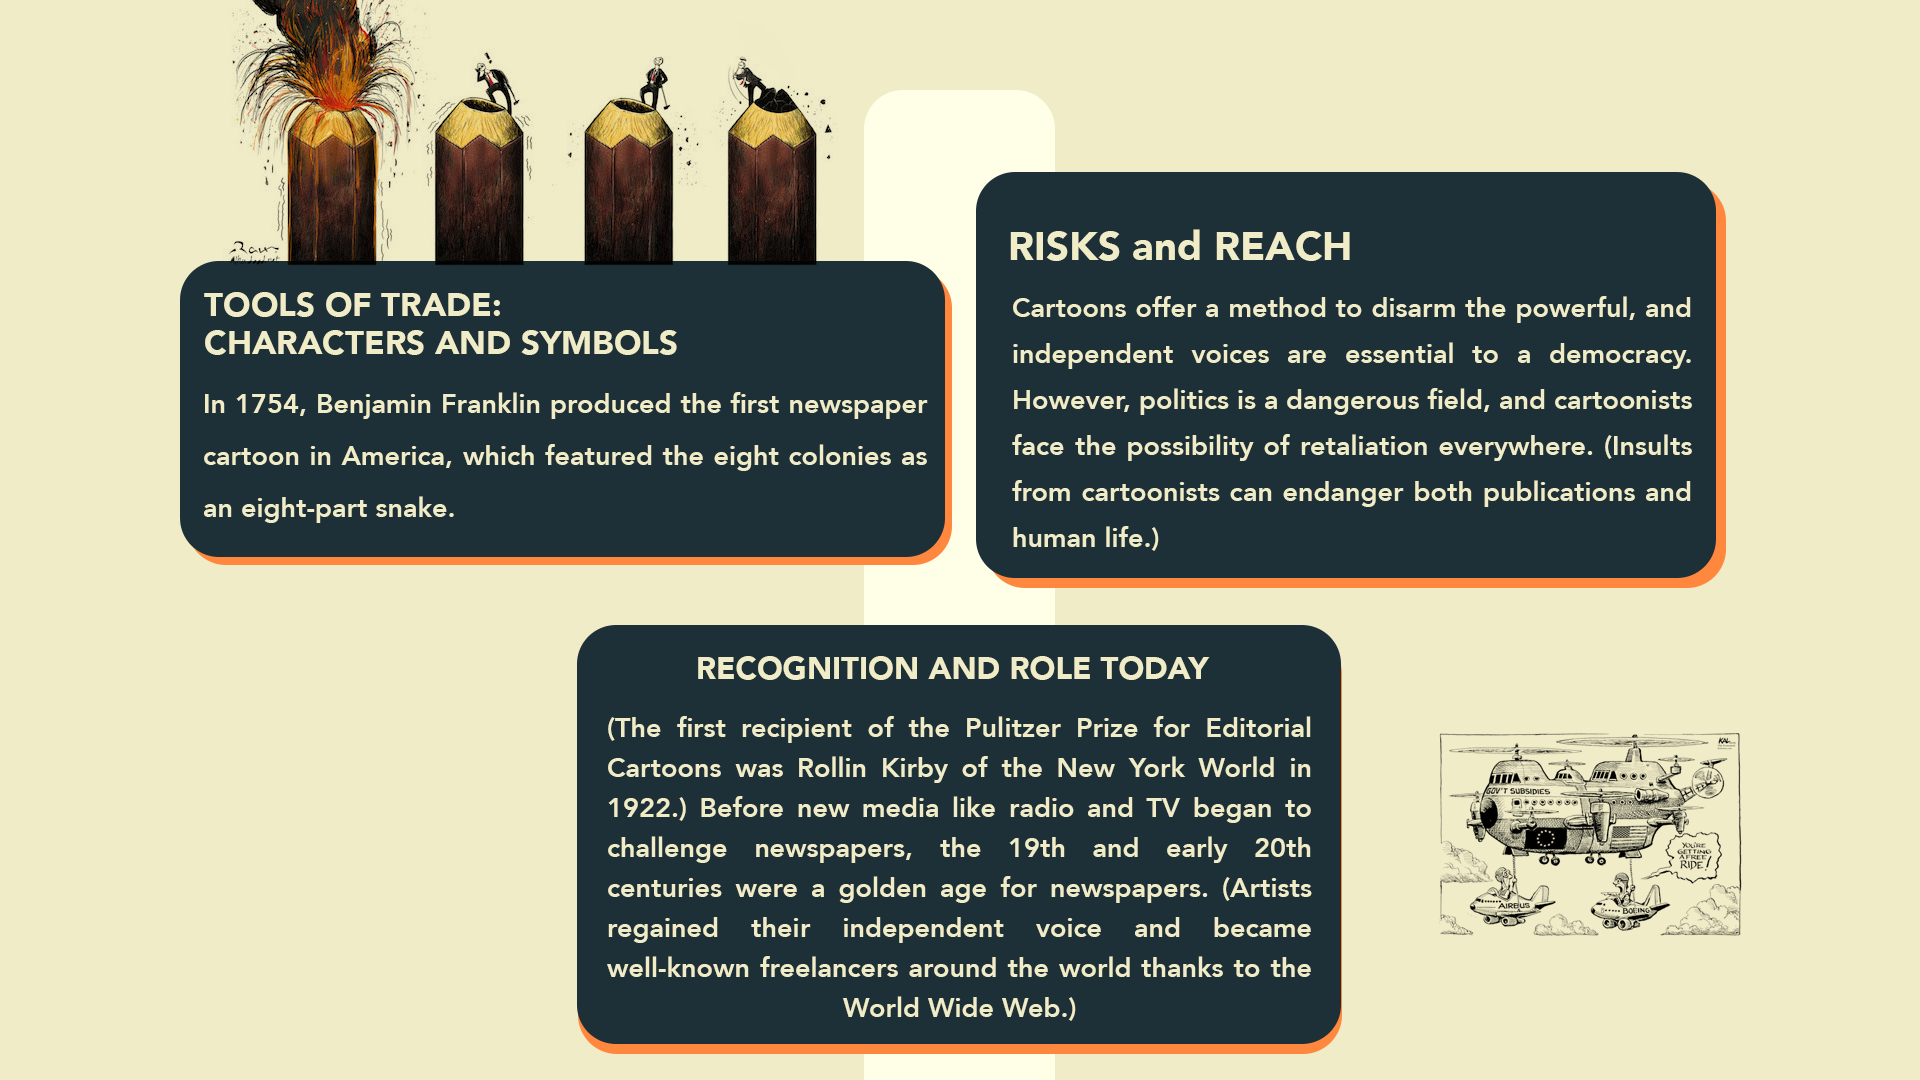 TOOLS OF TRADE:
CHARACTERS AND SYMBOLS
In 1754, Benjamin Franklin produced the first newspaper
cartoon in America, which featured the eight colonies as
an eight-part snake.
RISKS and REACH
Cartoons offer a method to disarm the powerful, and
independent voices are essential to a democracy.
However, politics is a dangerous field, and cartoonists
face the possibility of retaliation everywhere. (Insults
from cartoonists can endanger both publications and
human life.)
RECOGNITION AND ROLE TODAY
(The first recipient of the Pulitzer Prize for Editorial
Cartoons was Rollin Kirby of the New York World in
1922.) Before new media like radio and TV began to
challenge newspapers, the 19th and early 20th
centuries were a golden age for newspapers. (Artists
regained their independent voice and became
well-known freelancers around the world thanks to the
World Wide Web.)
KAL
GOV'T SUBSIDIES
YOU'RE
GETTING
A FREE
RIDE!
AIRBUS
BOEING